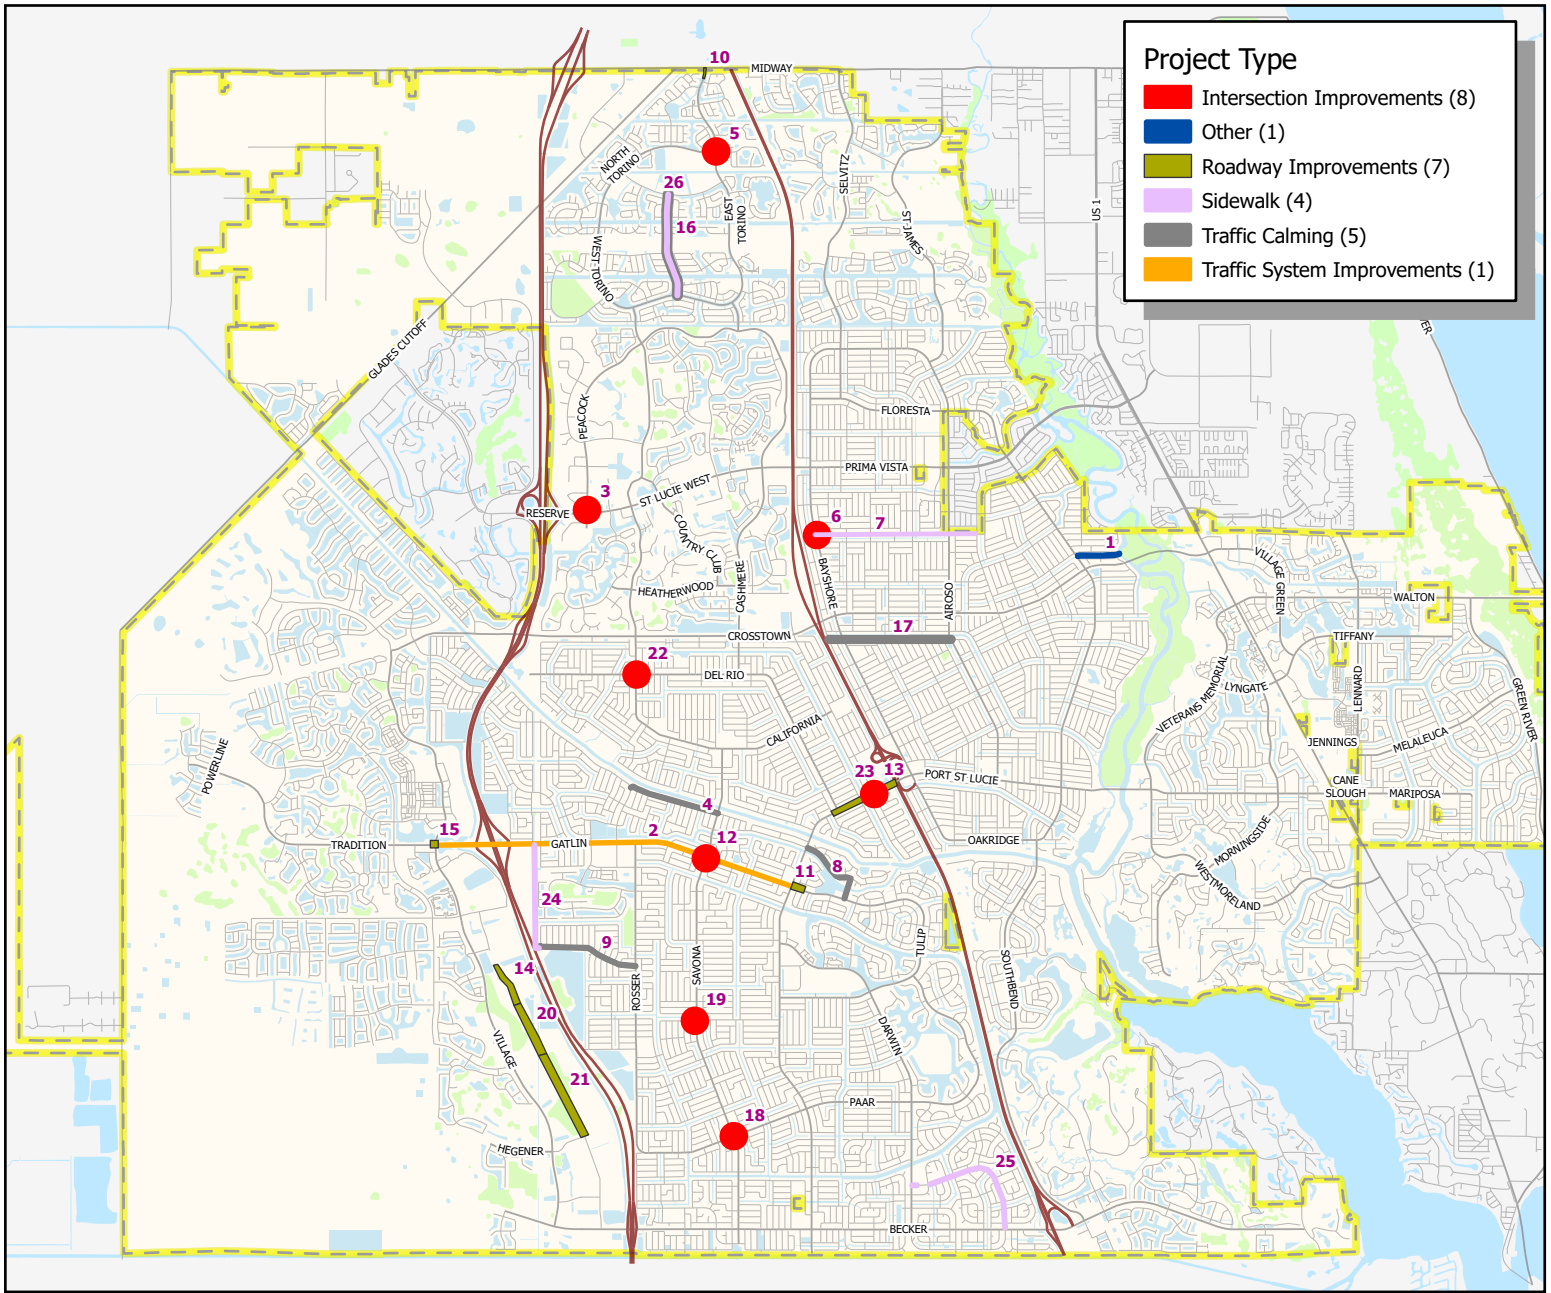 Project Type
Intersection Improvements (8)
Other (1)
Roadway Improvements (7)
Sidewalk (4)
Traffic Calming (5)
Traffic System Improvements (1)
10
MIDWAY
5
NORTH
TORINO
SELVITZ
26
16
EAST
TORINO
US 1
ST JAMES
WEST TORINO
GLADES CUTOFF
PEACOCK
FLORESTA
PRIMA VISTA
ST LUCIE WEST
3
RESERVE
6
7
COUNTRY CLUB
1
VILLAGE GREEN
BAYSHORE
CASHMERE
HEATHERWOOD
AIROSO
WALTON
17
CROSSTOWN
TIFFANY
22
DEL RIO
VETERANS MEMORIAL
LYNGATE
LENNARD
GREEN RIVER
CALIFORNIA
JENNINGS
MELALEUCA
POWERLINE
23
13
PORT ST LUCIE
CANE
SLOUGH
MARIPOSA
4
15
2
TRADITION
GATLIN
12
OAKRIDGE
MORNINGSIDE
11
8
WESTMORELAND
24
9
TULIP
SAVONA
14
ROSSER
SOUTHBEND
19
20
VILLAGE
DARWIN
21
PAAR
18
HEGENER
25
BECKER